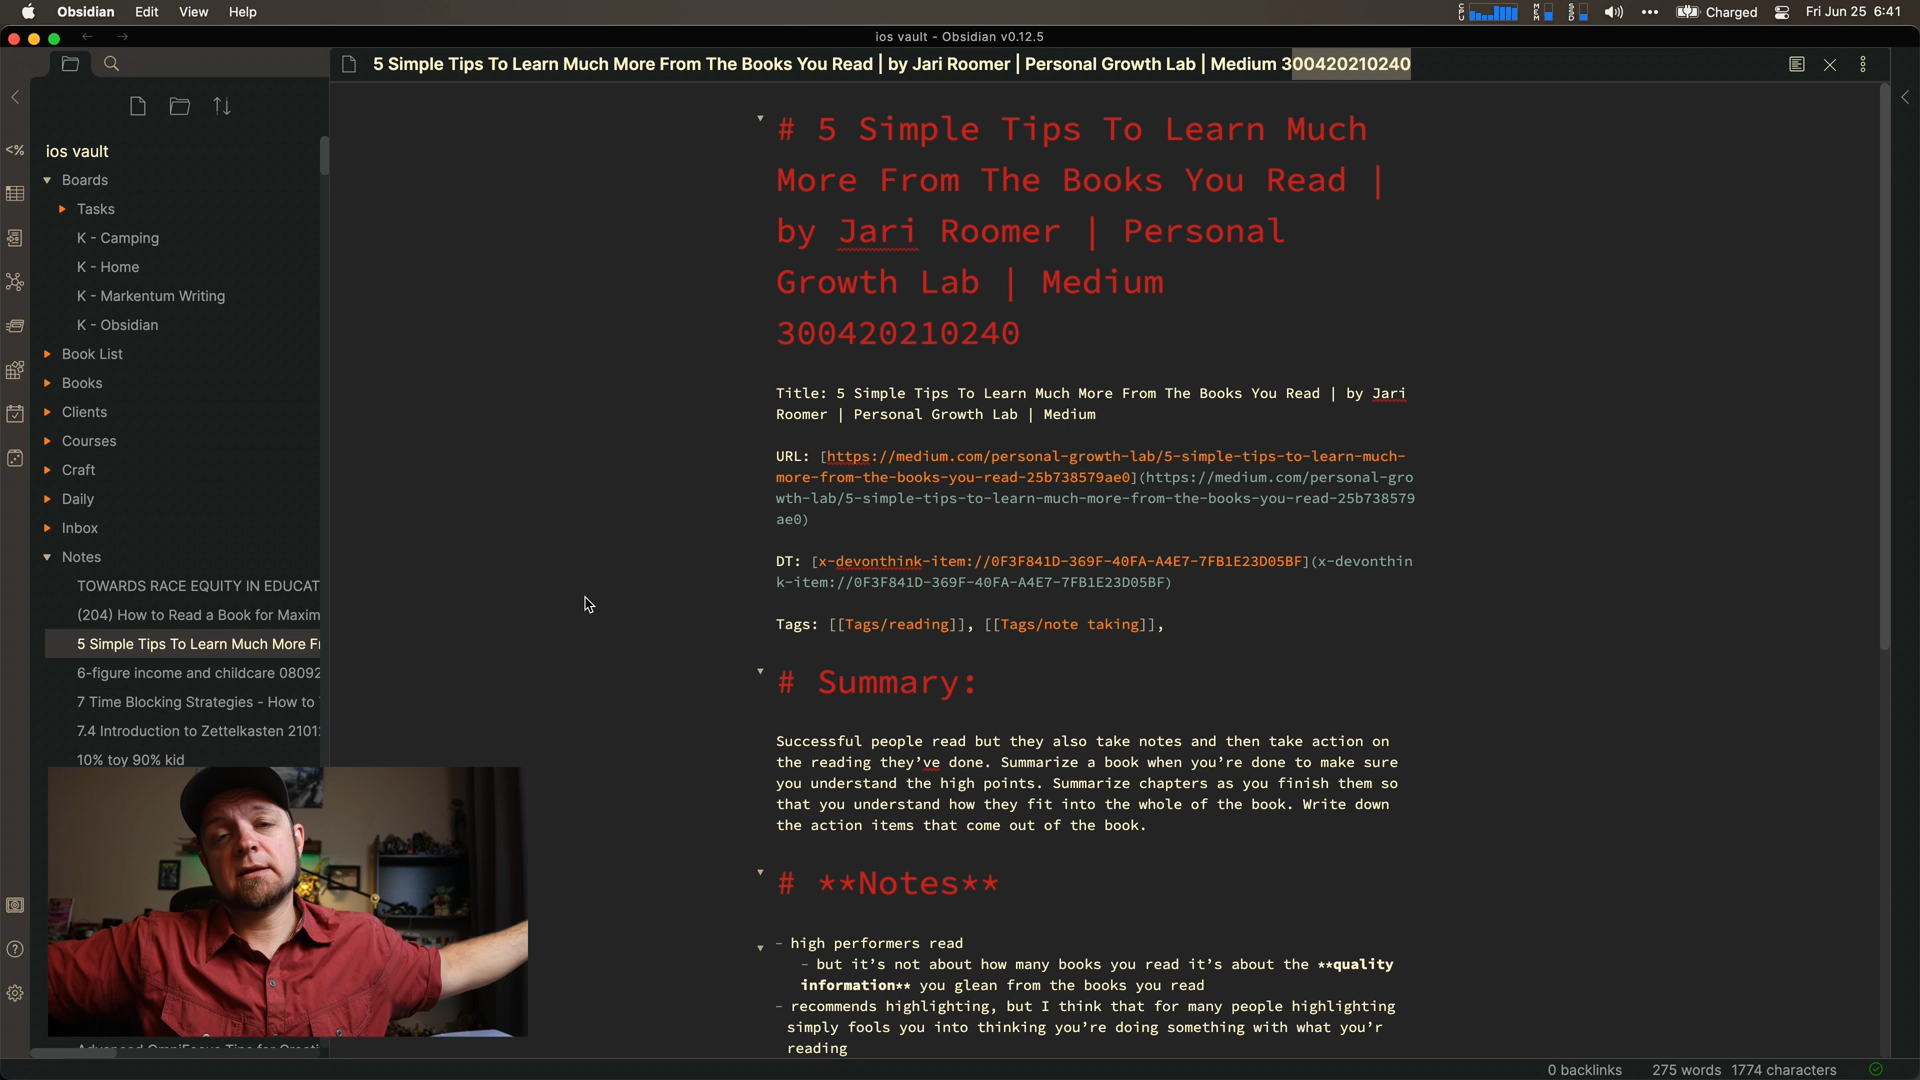 Obsidian Edit View Help
CPU MEM SSD Charged Fri Jun 25 6:41
ios vault - Obsidian v0.12.5
5 Simple Tips To Learn Much More From The Books You Read | by Jari Roomer | Personal Growth Lab | Medium 300420210240
ios vault
Boards
Tasks
K - Camping
K - Home
K - Markentum Writing
K - Obsidian
Book List
Books
Clients
Courses
Craft
Daily
Inbox
Notes
TOWARDS RACE EQUITY IN EDUCAT
(204) How to Read a Book for Maxim
5 Simple Tips To Learn Much More Fr
6-figure income and childcare 08092
7 Time Blocking Strategies - How to
7.4 Introduction to Zettelkasten 2101
10% toy 90% kid
# 5 Simple Tips To Learn Much
More From The Books You Read |
by Jari Roomer | Personal
Growth Lab | Medium
300420210240
Title: 5 Simple Tips To Learn Much More From The Books You Read | by Jari
Roomer | Personal Growth Lab | Medium
URL: [https://medium.com/personal-growth-lab/5-simple-tips-to-learn-much-
more-from-the-books-you-read-25b738579ae0](https://medium.com/personal-gro
wth-lab/5-simple-tips-to-learn-much-more-from-the-books-you-read-25b738579
ae0)
DT: [x-devonthink-item://0F3F841D-369F-40FA-A4E7-7FB1E23D05BF](x-devonthin
k-item://0F3F841D-369F-40FA-A4E7-7FB1E23D05BF)
Tags: [[Tags/reading]], [[Tags/note taking]],
# Summary:
Successful people read but they also take notes and then take action on
the reading they’ve done. Summarize a book when you’re done to make sure
you understand the high points. Summarize chapters as you finish them so
that you understand how they fit into the whole of the book. Write down
the action items that come out of the book.
# **Notes**
- high performers read
- but it’s not about how many books you read it’s about the **quality
information** you glean from the books you read
- recommends highlighting, but I think that for many people highlighting
simply fools you into thinking you’re doing something with what you’r
reading
0 backlinks 275 words 1774 characters